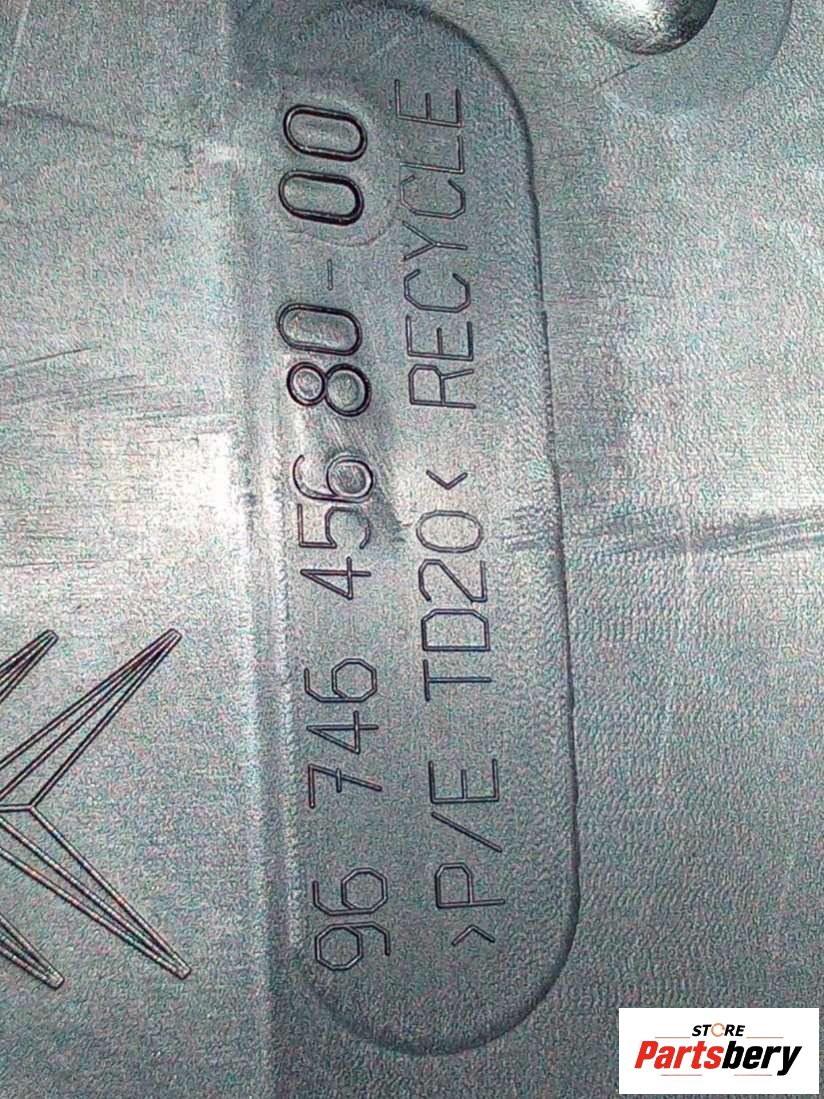 96 746 456 80-00
>P/E TD20< RECYCLE
STORE
Partsbery